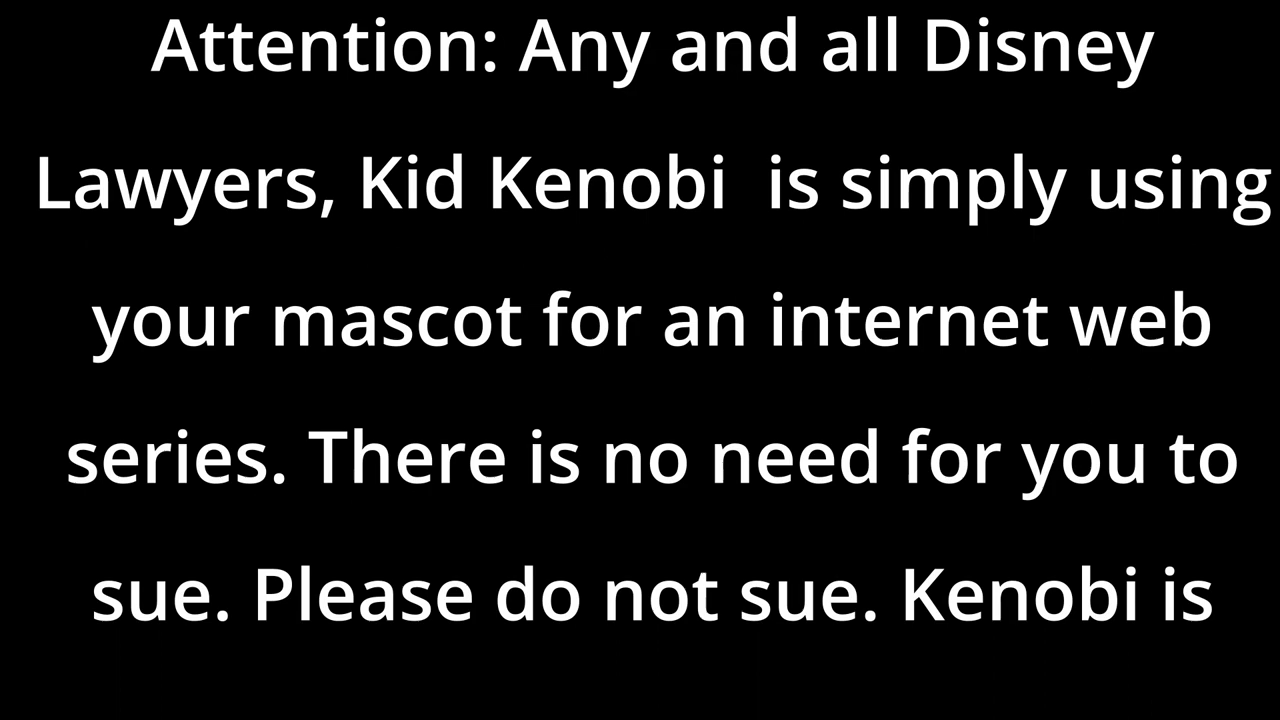 Attention: Any and all Disney
Lawyers, Kid Kenobi  is simply using
your mascot for an internet web
series. There is no need for you to
sue. Please do not sue. Kenobi is